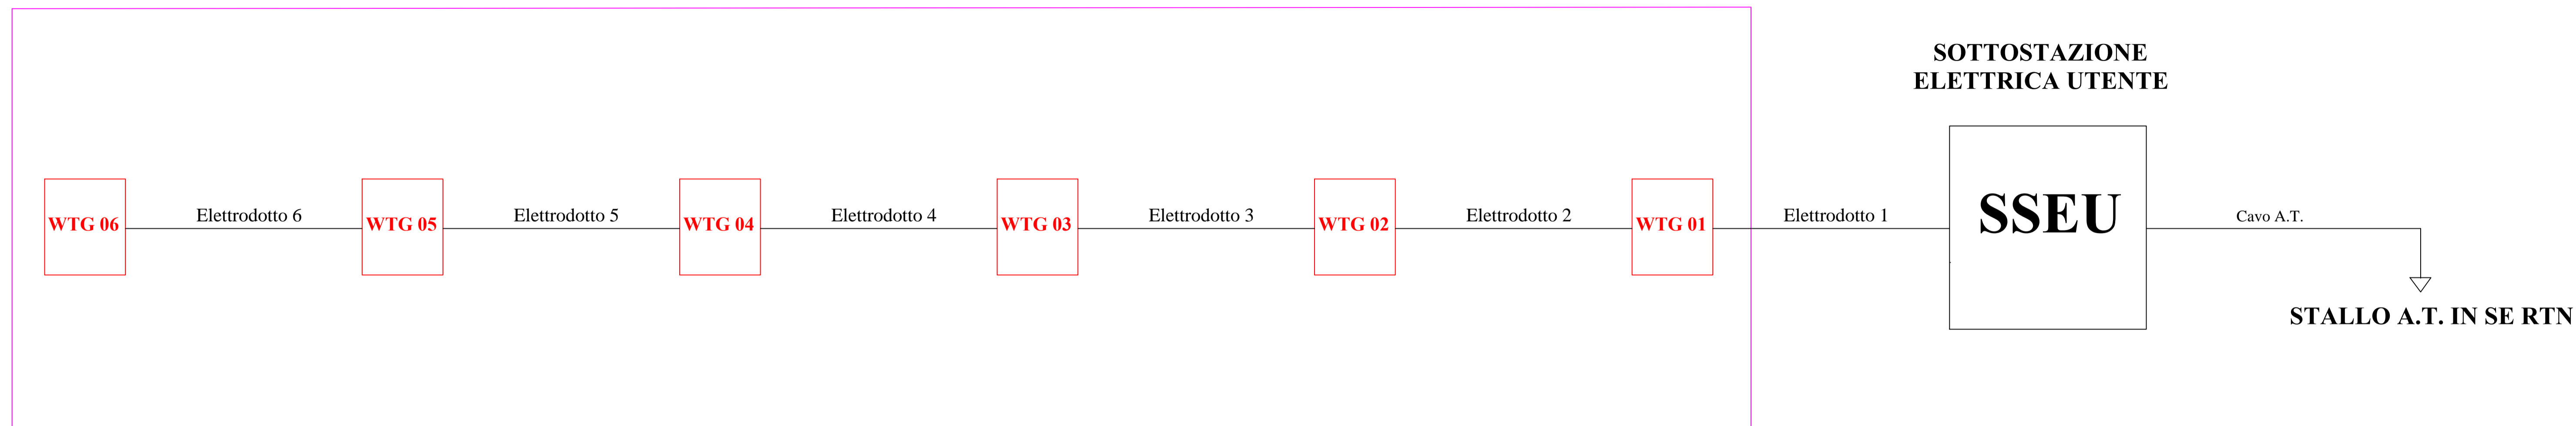 SOTTOSTAZIONE
ELETTRICA UTENTE
WTG 06
Elettrodotto 6
WTG 05
Elettrodotto 5
WTG 04
Elettrodotto 4
WTG 03
Elettrodotto 3
WTG 02
Elettrodotto 2
WTG 01
Elettrodotto 1
SSEU
Cavo A.T.
STALLO A.T. IN SE RTN